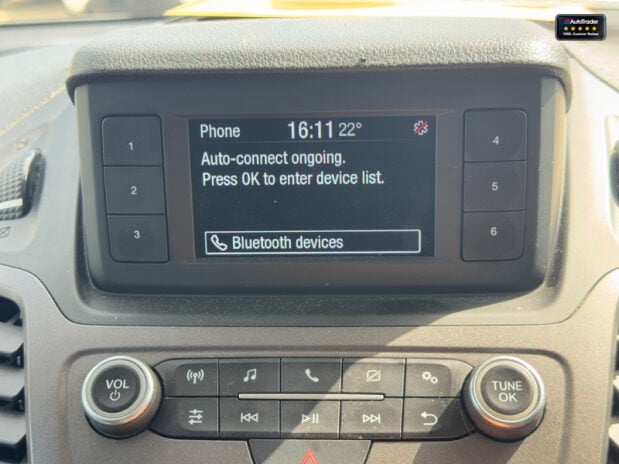 AutoTrader
Phone 16:11 22°
Auto-connect ongoing.
Press OK to enter device list.
Bluetooth devices
1
2
3
4
5
6
VOL
TUNE
OK